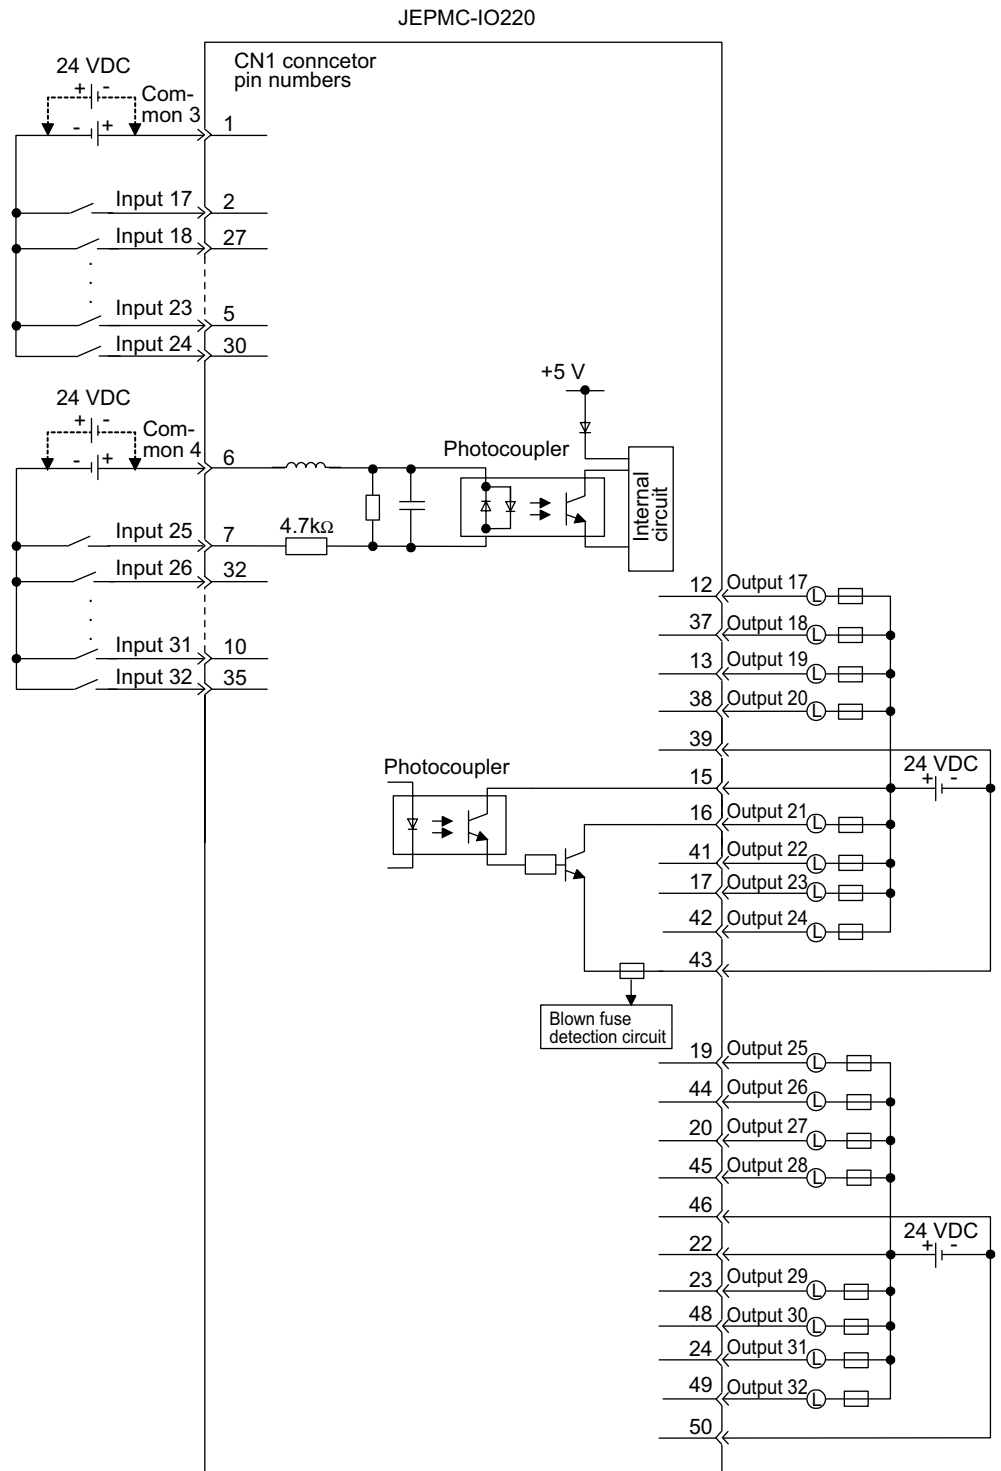 JEPMC-IO220
CN1 conncetor
pin numbers
24 VDC
+ -
Com-
mon 3
- +
1
Input 17
2
Input 18
27
Input 23
5
Input 24
30
24 VDC
+ -
Com-
mon 4
- +
6
Input 25
7
4.7kΩ
Input 26
32
Input 31
10
Input 32
35
+5 V
Photocoupler
Internal
circuit
12
Output 17
L
37
Output 18
L
13
Output 19
L
38
Output 20
L
39
24 VDC
+ -
15
Photocoupler
16
Output 21
L
41
Output 22
L
17
Output 23
L
42
Output 24
L
43
Blown fuse
detection circuit
19
Output 25
L
44
Output 26
L
20
Output 27
L
45
Output 28
L
46
24 VDC
+ -
22
23
Output 29
L
48
Output 30
L
24
Output 31
L
49
Output 32
L
50